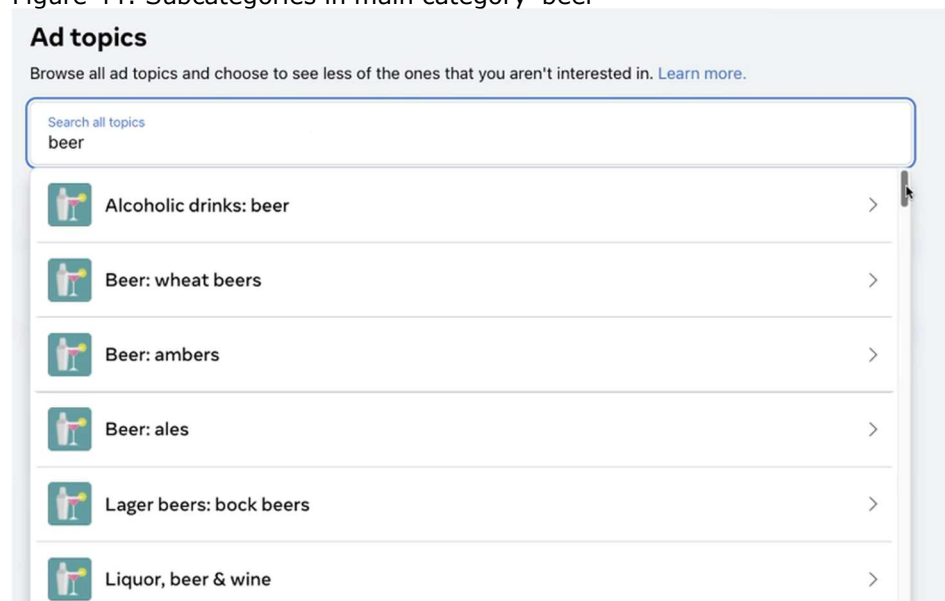 Figure 11: Subcategories in main category 'beer'
Ad topics
Browse all ad topics and choose to see less of the ones that you aren't interested in. Learn more.
Search all topics
beer
Alcoholic drinks: beer
Beer: wheat beers
Beer: ambers
Beer: ales
Lager beers: bock beers
Liquor, beer & wine